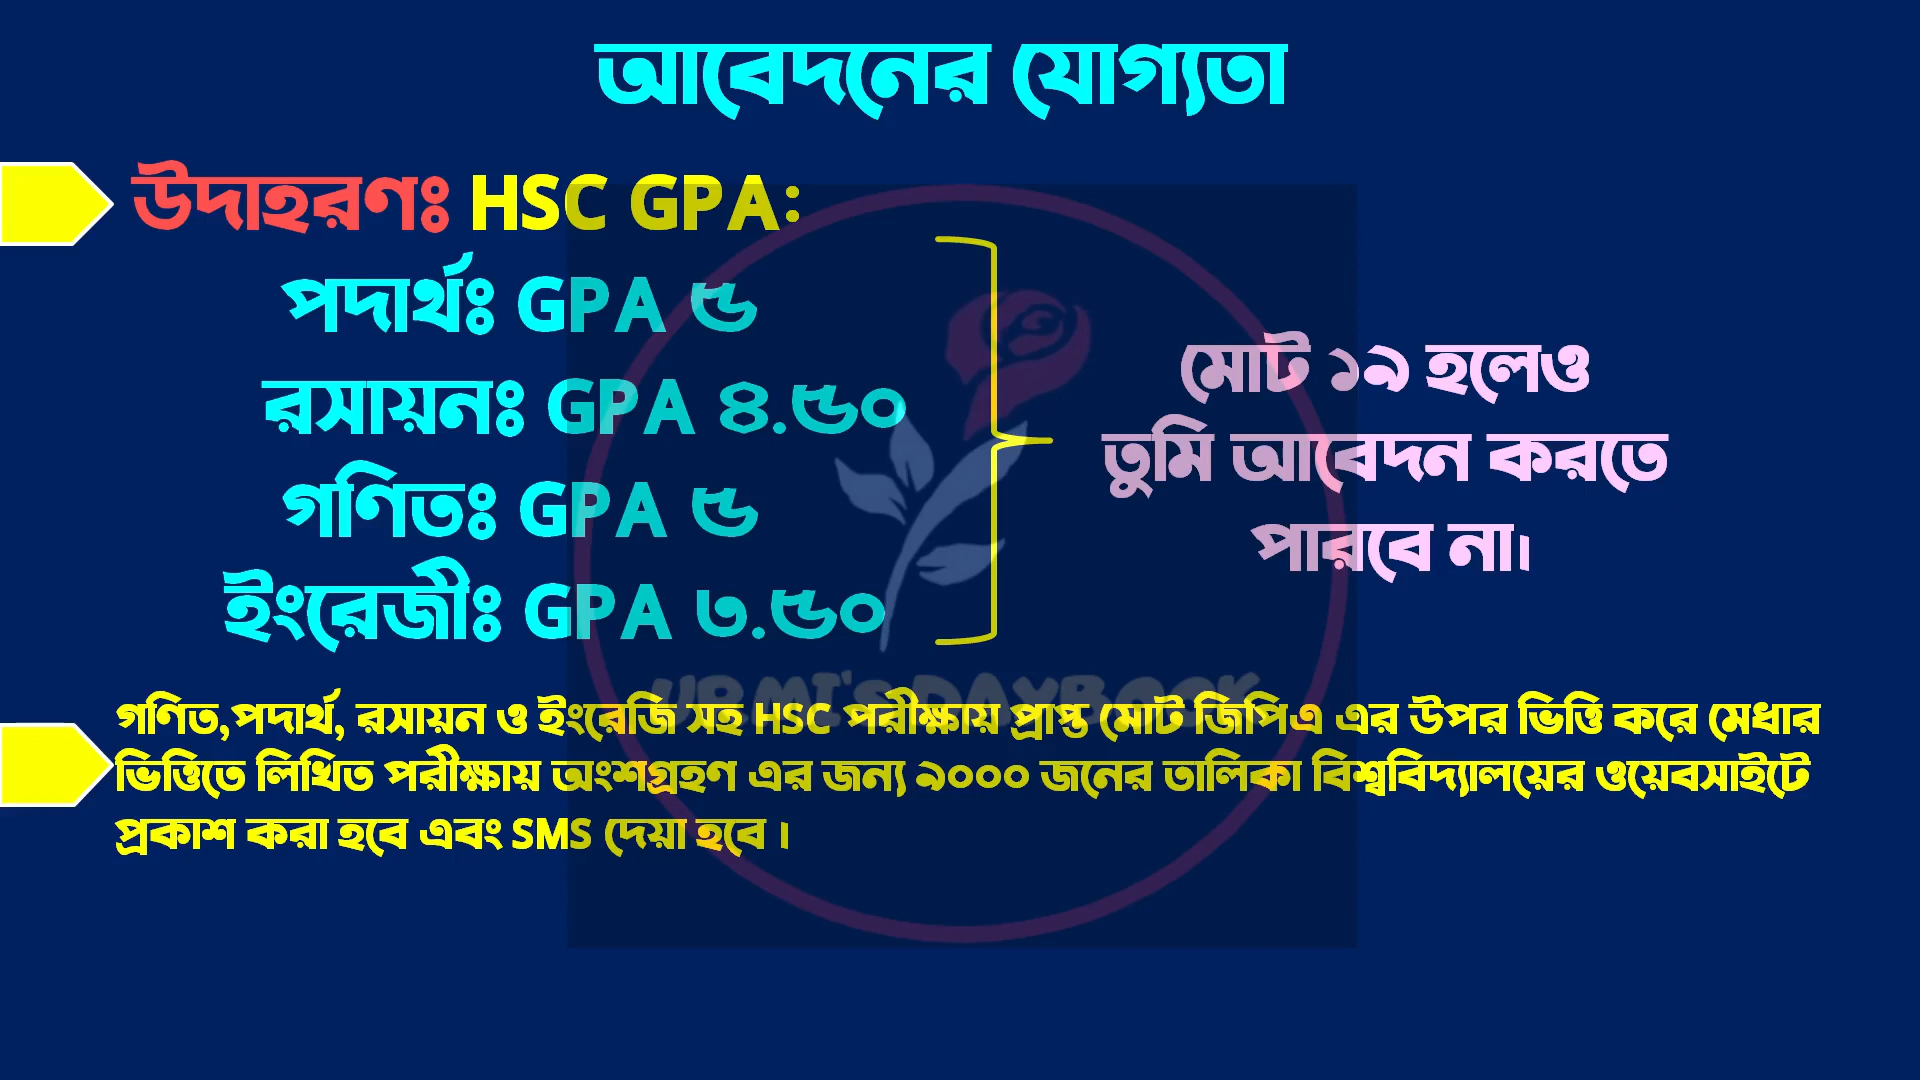 আবেদনের যোগ্যতা
উদাহরণঃ HSC GPA:
পদার্থঃ GPA ৫
রসায়নঃ GPA ৪.৫০
গণিতঃ GPA ৫
ইংরেজীঃ GPA ৩.৫০
মোট ১৯ হলেও
তুমি আবেদন করতে
পারবে না।
URMI'S DAYBOOK
গণিত,পদার্থ, রসায়ন ও ইংরেজি সহ HSC পরীক্ষায় প্রাপ্ত মোট জিপিএ এর উপর ভিত্তি করে মেধার
ভিত্তিতে লিখিত পরীক্ষায় অংশগ্রহণ এর জন্য ৯০০০ জনের তালিকা বিশ্ববিদ্যালয়ের ওয়েবসাইটে
প্রকাশ করা হবে এবং SMS দেয়া হবে ।